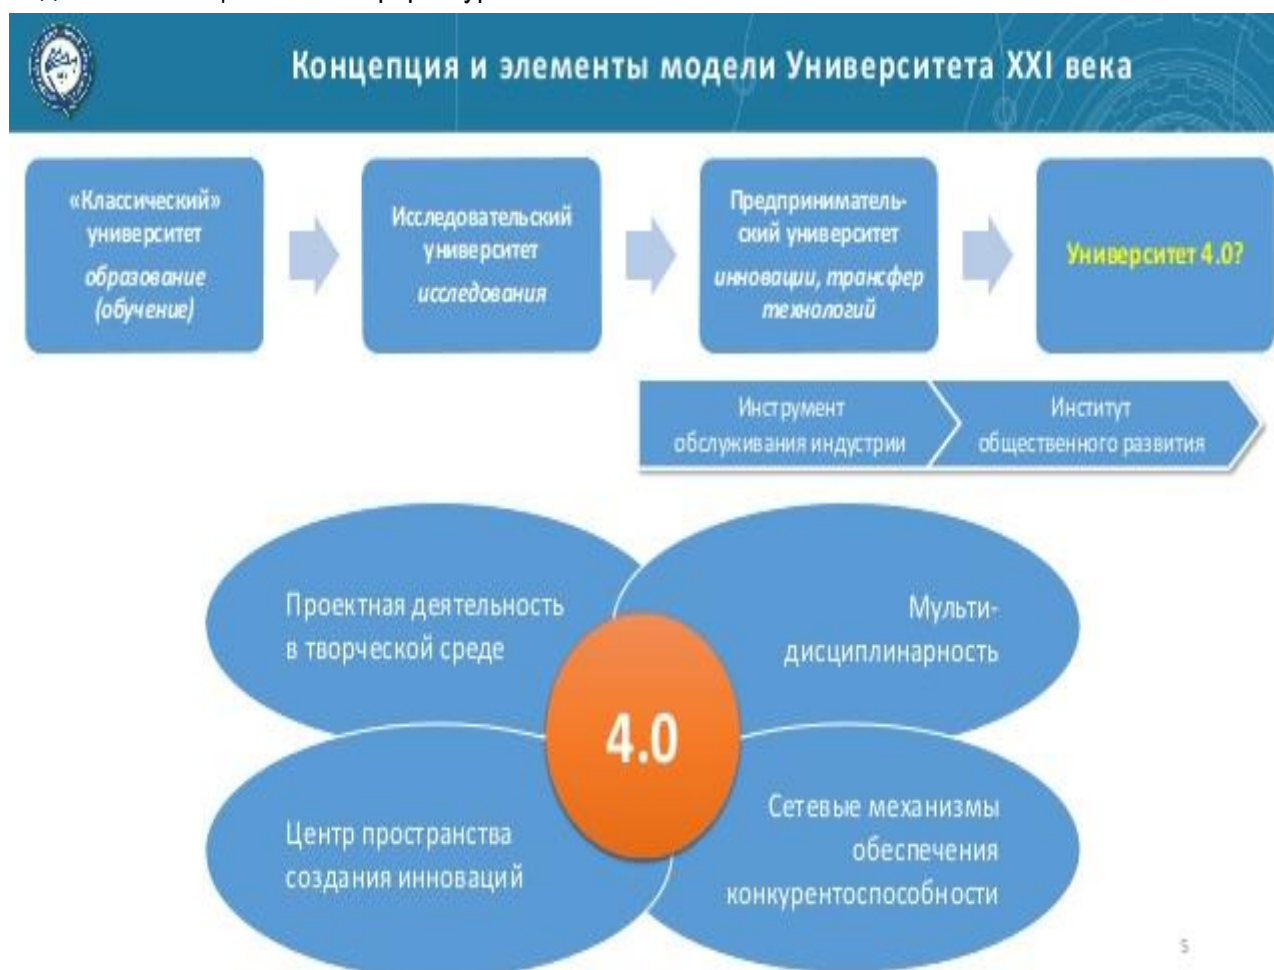 Концепция и элементы модели Университета XXI века
«Классический»
университет
образование
(обучение)
Исследовательский
университет
исследования
Предприниматель-
ский университет
инновации, трансфер
технологий
Университет 4.0?
Инструмент
обслуживания индустрии
Институт
общественного развития
Проектная деятельность
в творческой среде
Мульти-
дисциплинарность
4.0
Центр пространства
создания инноваций
Сетевые механизмы
обеспечения
конкурентоспособности
5